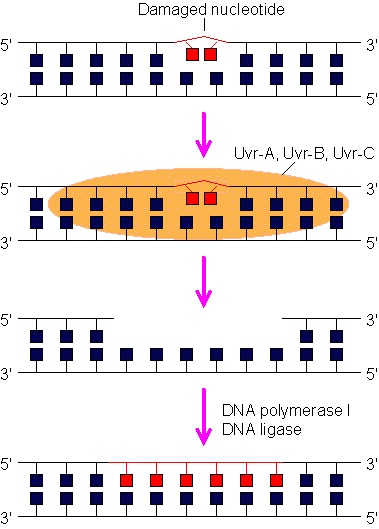 Damaged nucleotide
5' 3'
3' 5'
Uvr-A, Uvr-B, Uvr-C
5' 3'
3' 5'
5' 3'
3' 5'
DNA polymerase I
DNA ligase
5' 3'
3' 5'